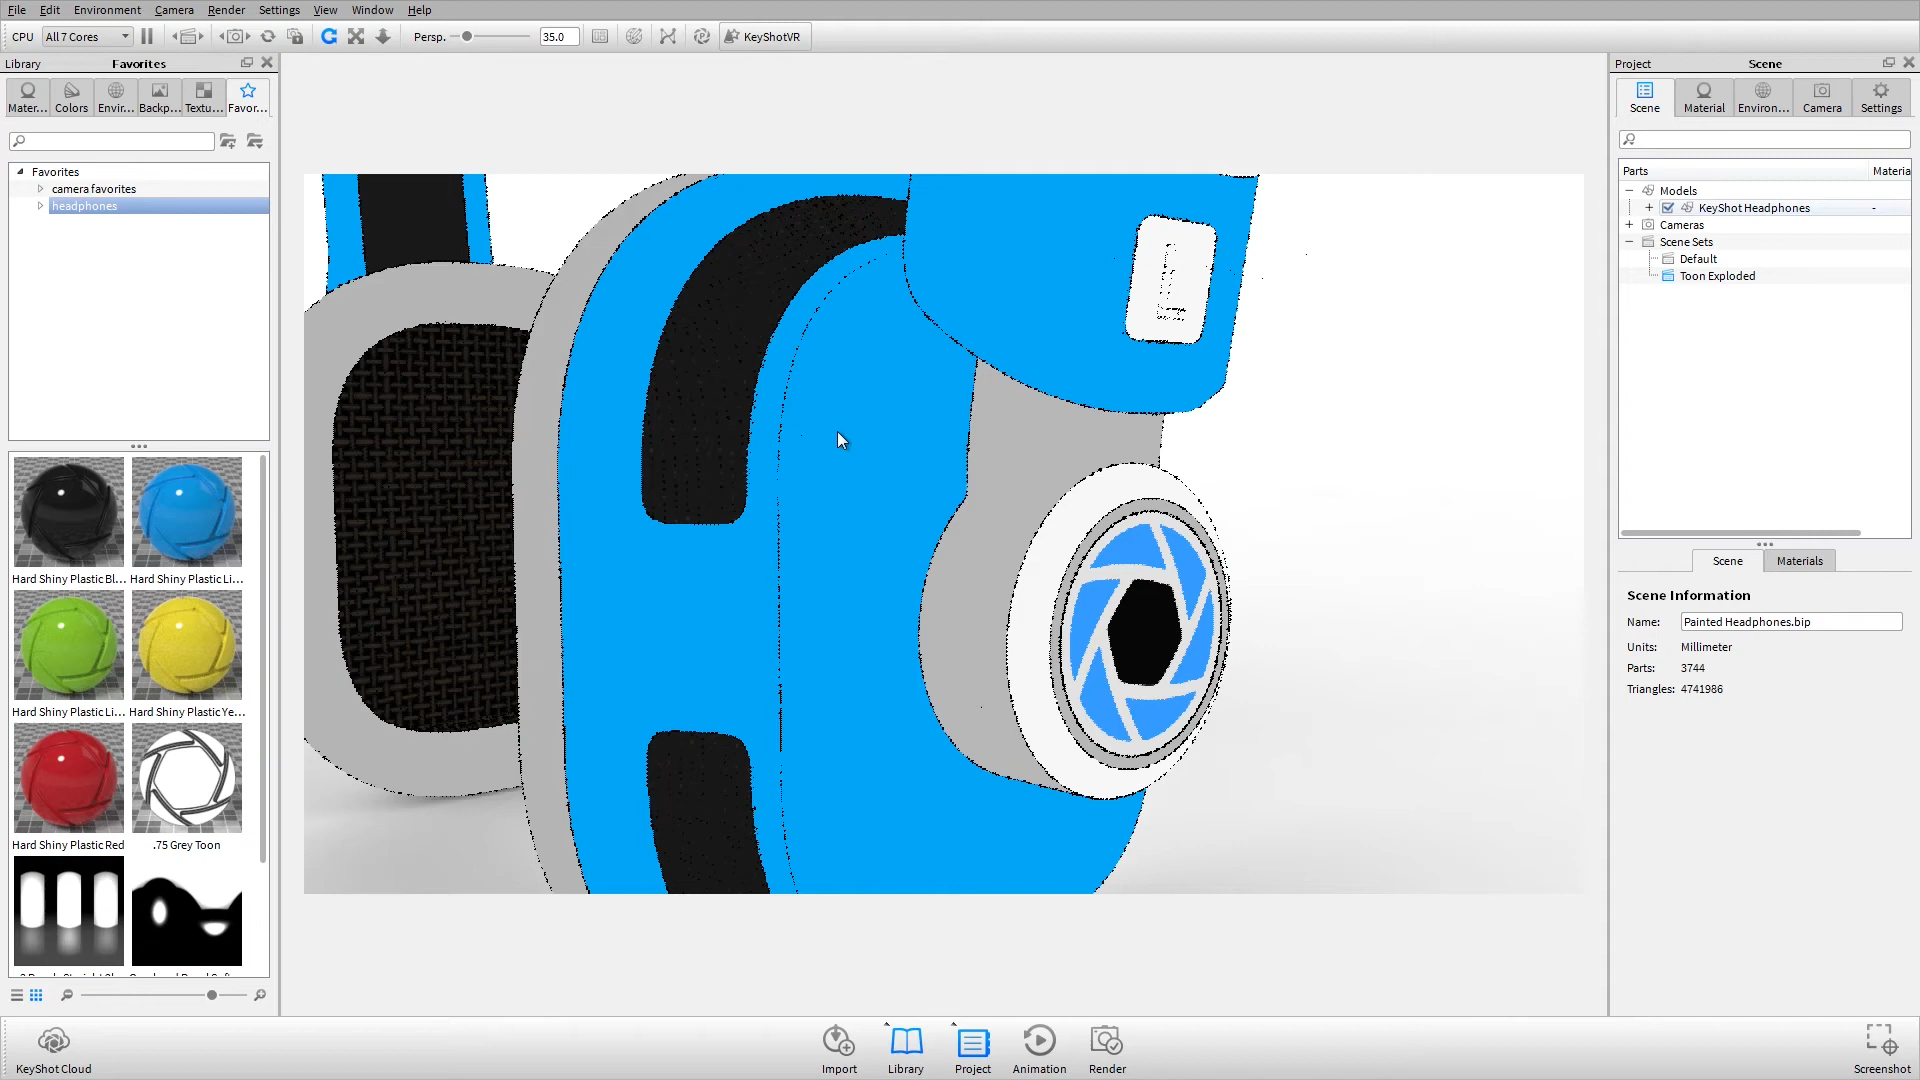 File Edit Environment Camera Render Settings View Window Help
CPU All 7 Cores Persp. 35.0 KeyShotVR
Library Favorites
Mater... Colors Envir... Backp... Textu... Favor...
Favorites
camera favorites
headphones
Hard Shiny Plastic Bl... Hard Shiny Plastic Li...
Hard Shiny Plastic Li... Hard Shiny Plastic Ye...
Hard Shiny Plastic Red .75 Grey Toon
L
Project Scene
Scene Material Environ... Camera Settings
Parts Materia
Models
KeyShot Headphones -
Cameras
Scene Sets
Default
Toon Exploded
Scene Materials
Scene Information
Name: Painted Headphones.bip
Units: Millimeter
Parts: 3744
Triangles: 4741986
KeyShot Cloud Import Library Project Animation Render Screenshot